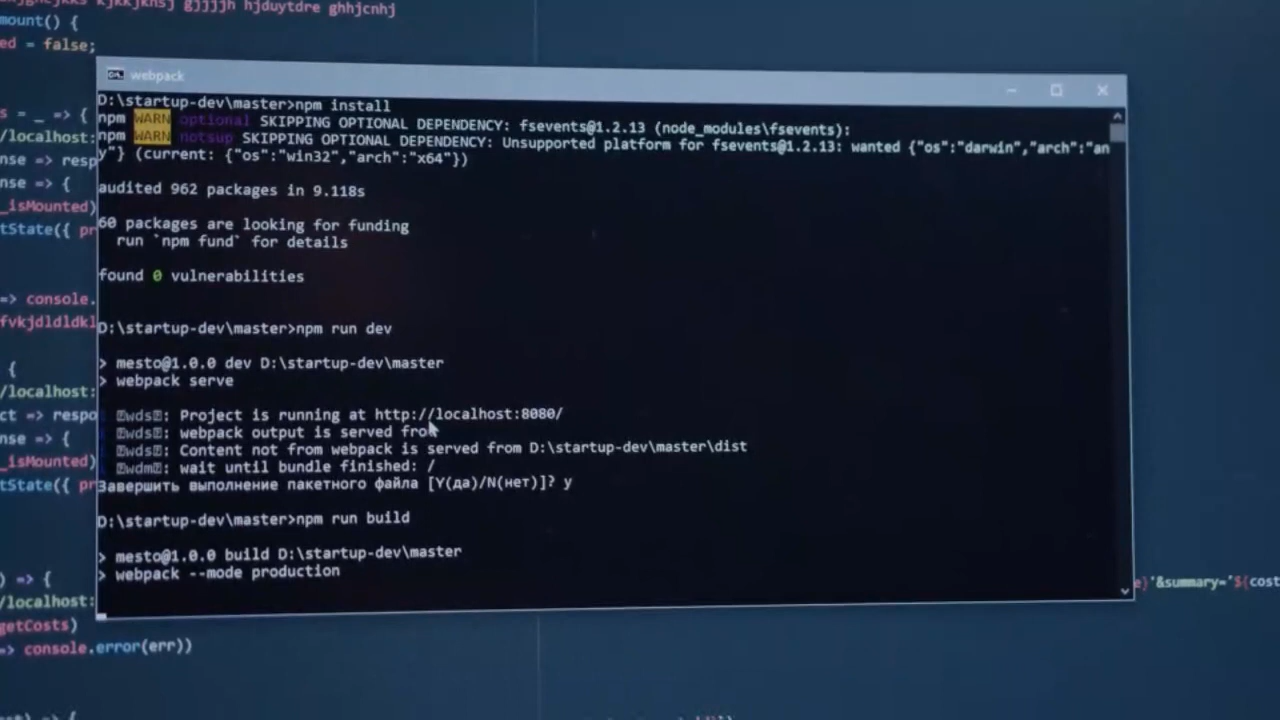 gjjjjh hjduytdre ghhjcnhj
mount() {
ed = false;
s = _ => {
/localhost:
nse => resp
nse => {
_isMounted)
tState({ pr
=> console.
fvkjdldldkl
{
/localhost:
ct => respo
nse => {
_isMounted)
tState({ pr
) => {
/localhost:
getCosts)
=> console.error(err))
webpack
D:\startup-dev\master>npm install
npm WARN optional SKIPPING OPTIONAL DEPENDENCY: fsevents@1.2.13 (node_modules\fsevents):
npm WARN notsup SKIPPING OPTIONAL DEPENDENCY: Unsupported platform for fsevents@1.2.13: wanted {"os":"darwin","arch":"an
y"} (current: {"os":"win32","arch":"x64"})
audited 962 packages in 9.118s
60 packages are looking for funding
run `npm fund` for details
found 0 vulnerabilities
D:\startup-dev\master>npm run dev
> mesto@1.0.0 dev D:\startup-dev\master
> webpack serve
wds: Project is running at http://localhost:8080/
wds: webpack output is served from
wds: Content not from webpack is served from D:\startup-dev\master\dist
wdm: wait until bundle finished: /
Завершить выполнение пакетного файла [Y(да)/N(нет)]? y
D:\startup-dev\master>npm run build
> mesto@1.0.0 build D:\startup-dev\master
> webpack --mode production
e}'&summary='${cost